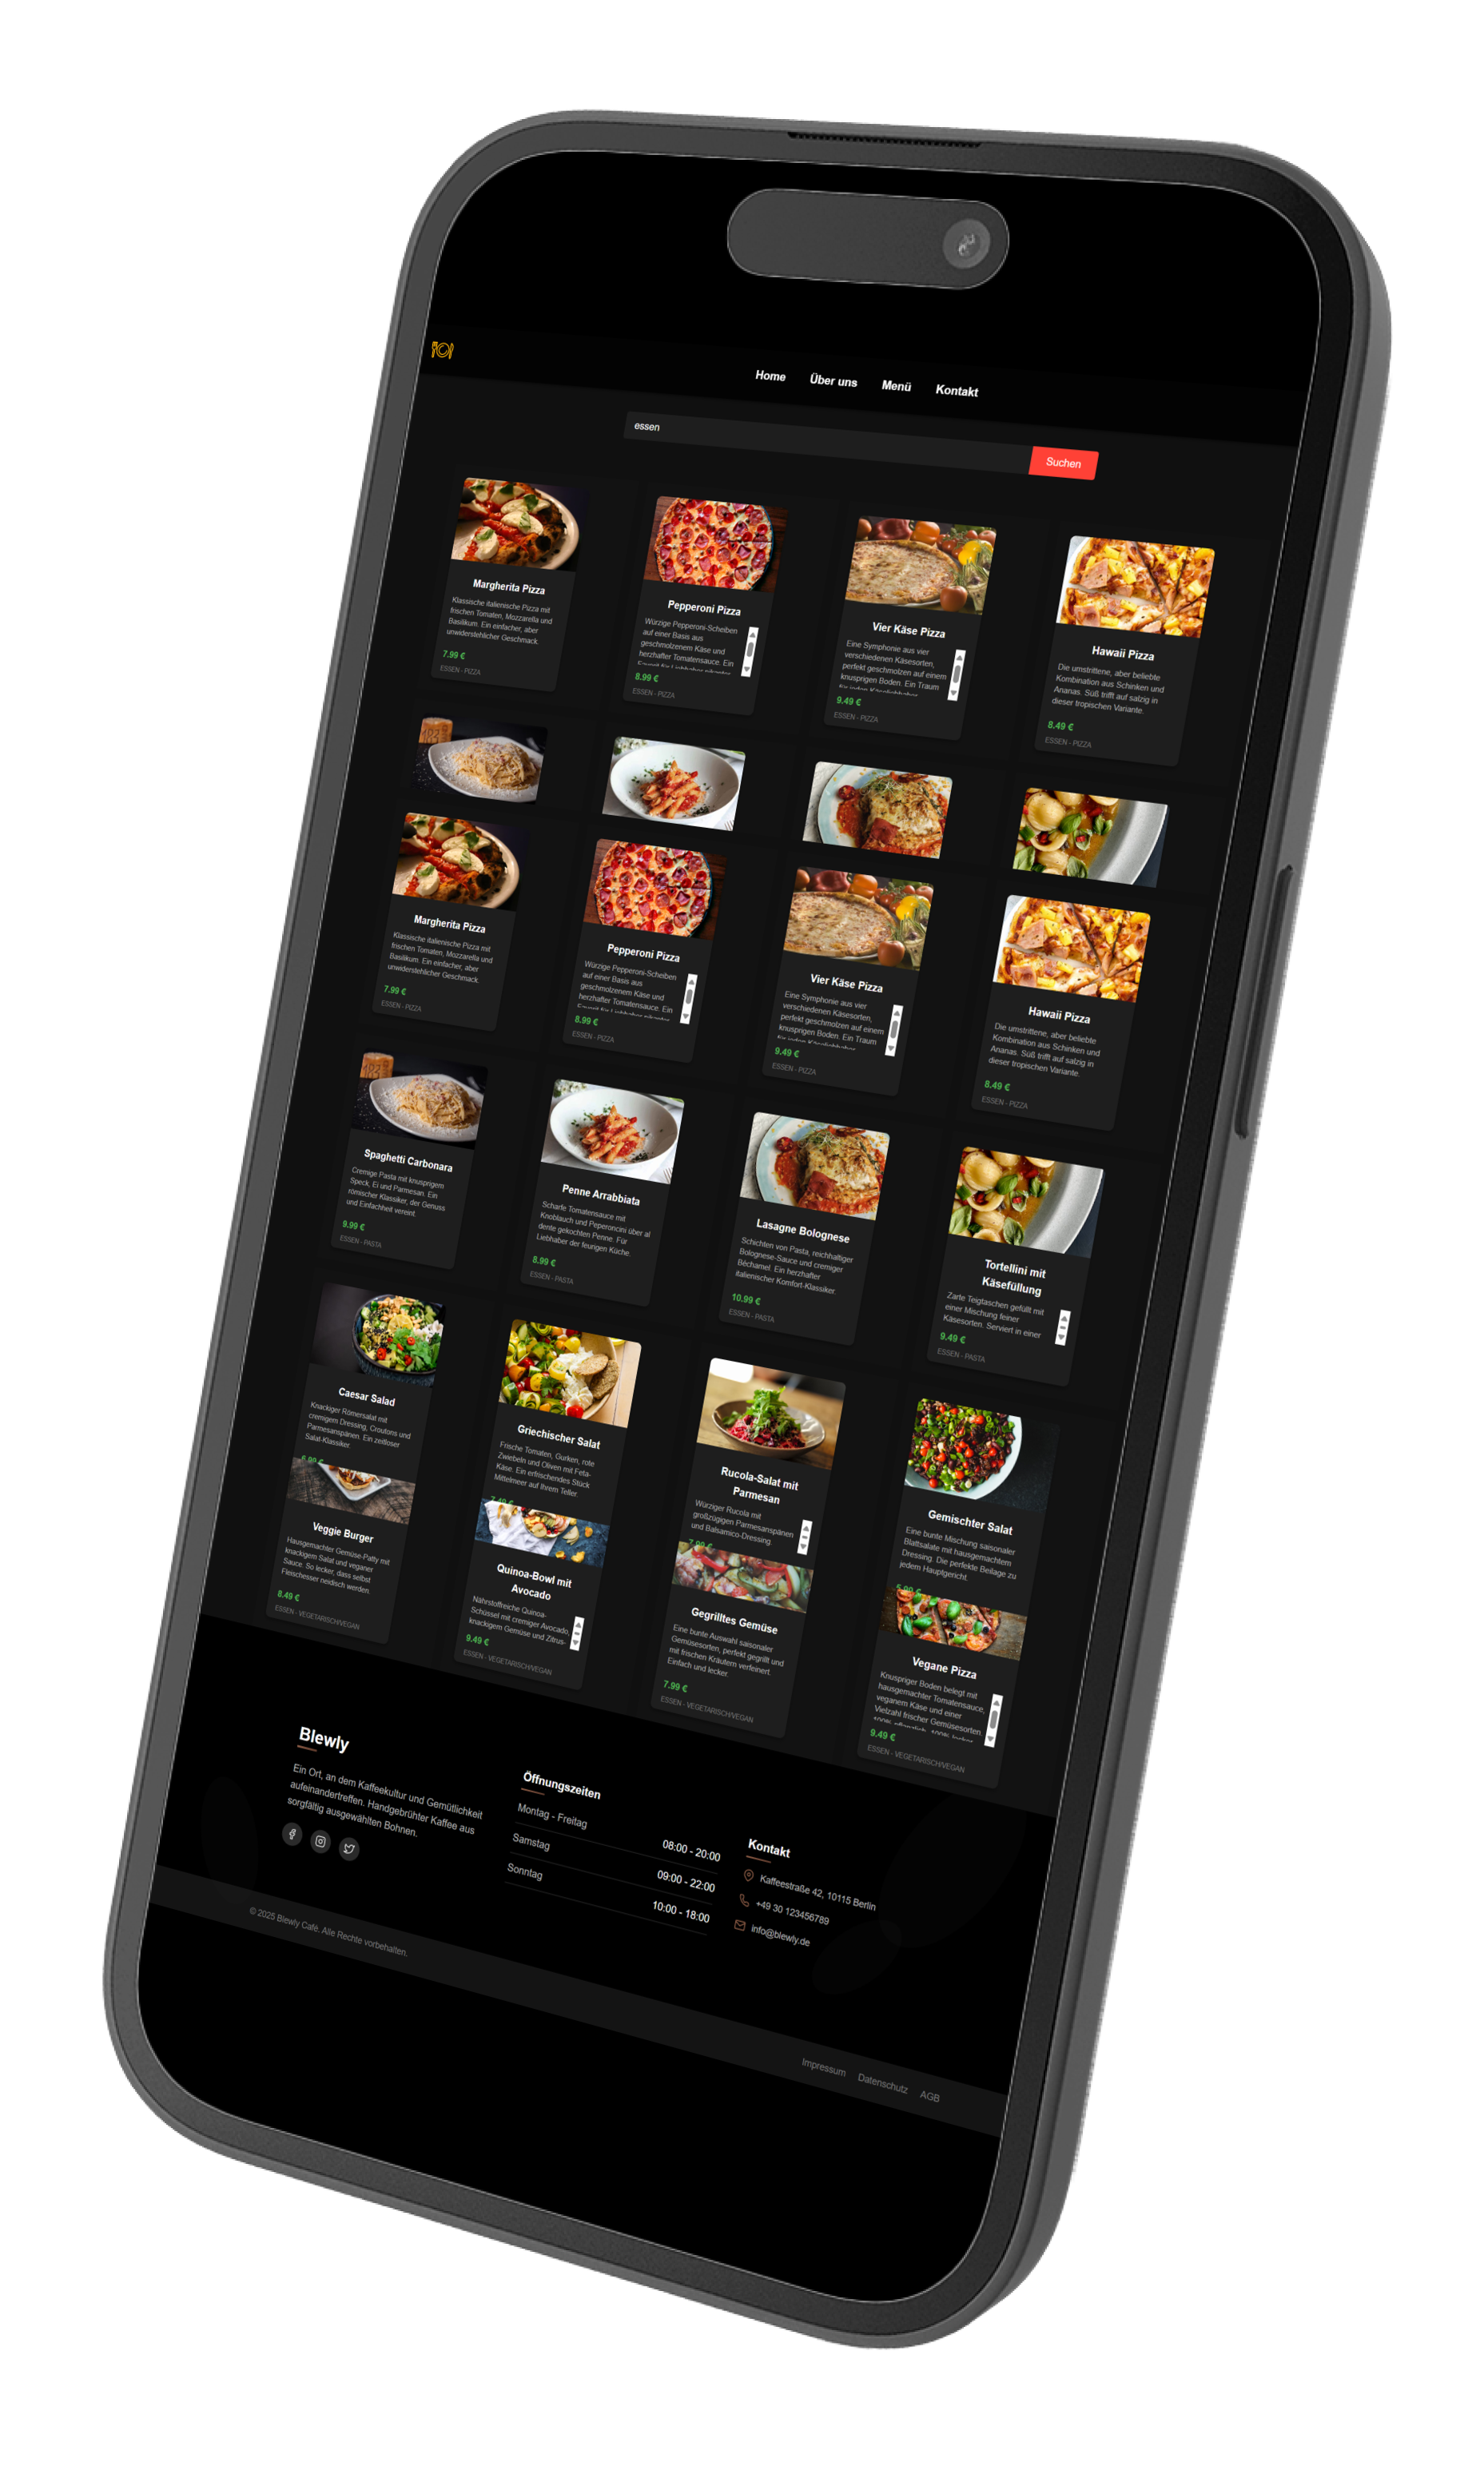 Home Über uns Menü Kontakt
essen
Suchen
Margherita Pizza
Klassische italienische Pizza mit
frischen Tomaten, Mozzarella und
Basilikum. Ein einfacher, aber
unwiderstehlicher Geschmack.
7.99 €
ESSEN - PIZZA
Pepperoni Pizza
Würzige Pepperoni-Scheiben
auf einer Basis aus
geschmolzenem Käse und
herzhafter Tomatensauce. Ein
8.99 €
ESSEN - PIZZA
Vier Käse Pizza
Eine Symphonie aus vier
verschiedenen Käsesorten,
perfekt geschmolzen auf einem
knusprigen Boden. Ein Traum
9.49 €
ESSEN - PIZZA
Hawaii Pizza
Die umstrittene, aber beliebte
Kombination aus Schinken und
Ananas. Süß trifft auf salzig in
dieser tropischen Variante.
8.49 €
ESSEN - PIZZA
Margherita Pizza
Klassische italienische Pizza mit
frischen Tomaten, Mozzarella und
Basilikum. Ein einfacher, aber
unwiderstehlicher Geschmack.
7.99 €
ESSEN - PIZZA
Pepperoni Pizza
Würzige Pepperoni-Scheiben
auf einer Basis aus
geschmolzenem Käse und
herzhafter Tomatensauce. Ein
8.99 €
ESSEN - PIZZA
Vier Käse Pizza
Eine Symphonie aus vier
verschiedenen Käsesorten,
perfekt geschmolzen auf einem
knusprigen Boden. Ein Traum
9.49 €
ESSEN - PIZZA
Hawaii Pizza
Die umstrittene, aber beliebte
Kombination aus Schinken und
Ananas. Süß trifft auf salzig in
dieser tropischen Variante.
8.49 €
ESSEN - PIZZA
Spaghetti Carbonara
Cremige Pasta mit knusprigem
Speck, Ei und Parmesan. Ein
römischer Klassiker, der Genuss
und Einfachheit vereint.
9.99 €
ESSEN - PASTA
Penne Arrabbiata
Scharfe Tomatensauce mit
Knoblauch und Peperoncini über al
dente gekochten Penne. Für
Liebhaber der feurigen Küche.
8.99 €
ESSEN - PASTA
Lasagne Bolognese
Schichten von Pasta, reichhaltiger
Bolognese-Sauce und cremiger
Béchamel. Ein herzhafter
italienischer Komfort-Klassiker.
10.99 €
ESSEN - PASTA
Tortellini mit
Käsefüllung
Zarte Teigtaschen gefüllt mit
einer Mischung feiner
Käsesorten. Serviert in einer
9.49 €
ESSEN - PASTA
Caesar Salad
Knackiger Römersalat mit
cremigem Dressing, Croutons und
Parmesanspänen. Ein zeitloser
Salat-Klassiker.
Griechischer Salat
Frische Tomaten, Gurken, rote
Zwiebeln und Oliven mit Feta-
Käse. Ein erfrischendes Stück
Mittelmeer auf Ihrem Teller.
Rucola-Salat mit
Parmesan
Würziger Rucola mit
großzügigen Parmesanspänen
und Balsamico-Dressing.
Gemischter Salat
Eine bunte Mischung saisonaler
Blattsalate mit hausgemachtem
Dressing. Die perfekte Beilage zu
jedem Hauptgericht.
Veggie Burger
Hausgemachter Gemüse-Patty mit
knackigem Salat und veganer
Sauce. So lecker, dass selbst
Fleischesser neidisch werden.
8.49 €
ESSEN - VEGETARISCH/VEGAN
Quinoa-Bowl mit
Avocado
Nährstoffreiche Quinoa-
Schüssel mit cremiger Avocado,
knackigem Gemüse und Zitrus-
9.49 €
ESSEN - VEGETARISCH/VEGAN
Gegrilltes Gemüse
Eine bunte Auswahl saisonaler
Gemüsesorten, perfekt gegrillt und
mit frischen Kräutern verfeinert.
Einfach und lecker.
7.99 €
ESSEN - VEGETARISCH/VEGAN
Vegane Pizza
Knuspriger Boden belegt mit
hausgemachter Tomatensauce,
veganem Käse und einer
Vielzahl frischer Gemüsesorten.
9.49 €
ESSEN - VEGETARISCH/VEGAN
Blewly
Ein Ort, an dem Kaffeekultur und Gemütlichkeit
aufeinandertreffen. Handgebrühter Kaffee aus
sorgfältig ausgewählten Bohnen.
Öffnungszeiten
Montag - Freitag 08:00 - 20:00
Samstag 09:00 - 22:00
Sonntag 10:00 - 18:00
Kontakt
Kaffeestraße 42, 10115 Berlin
+49 30 123456789
info@blewly.de
© 2025 Blewly Café. Alle Rechte vorbehalten.
Impressum Datenschutz AGB